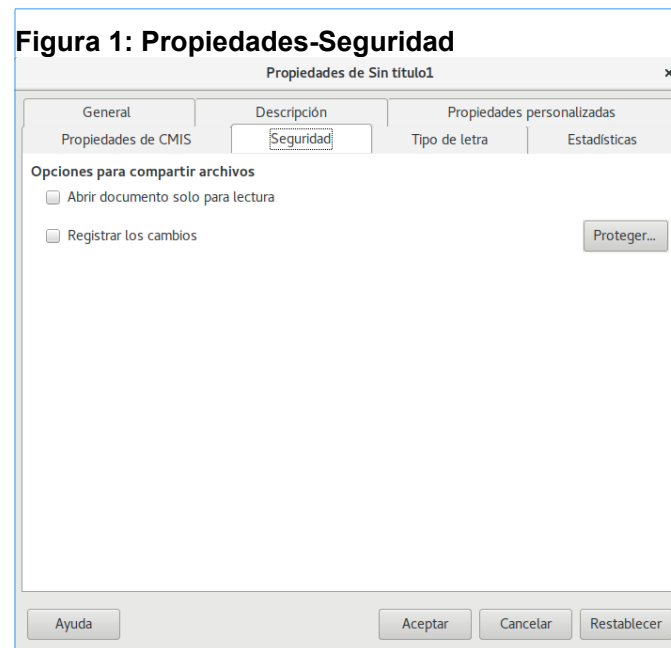 Figura 1: Propiedades-Seguridad
Propiedades de Sin título1 ×
General Descripción Propiedades personalizadas
Propiedades de CMIS Seguridad Tipo de letra Estadísticas
Opciones para compartir archivos
Abrir documento solo para lectura
Registrar los cambios Proteger...
Ayuda Aceptar Cancelar Restablecer